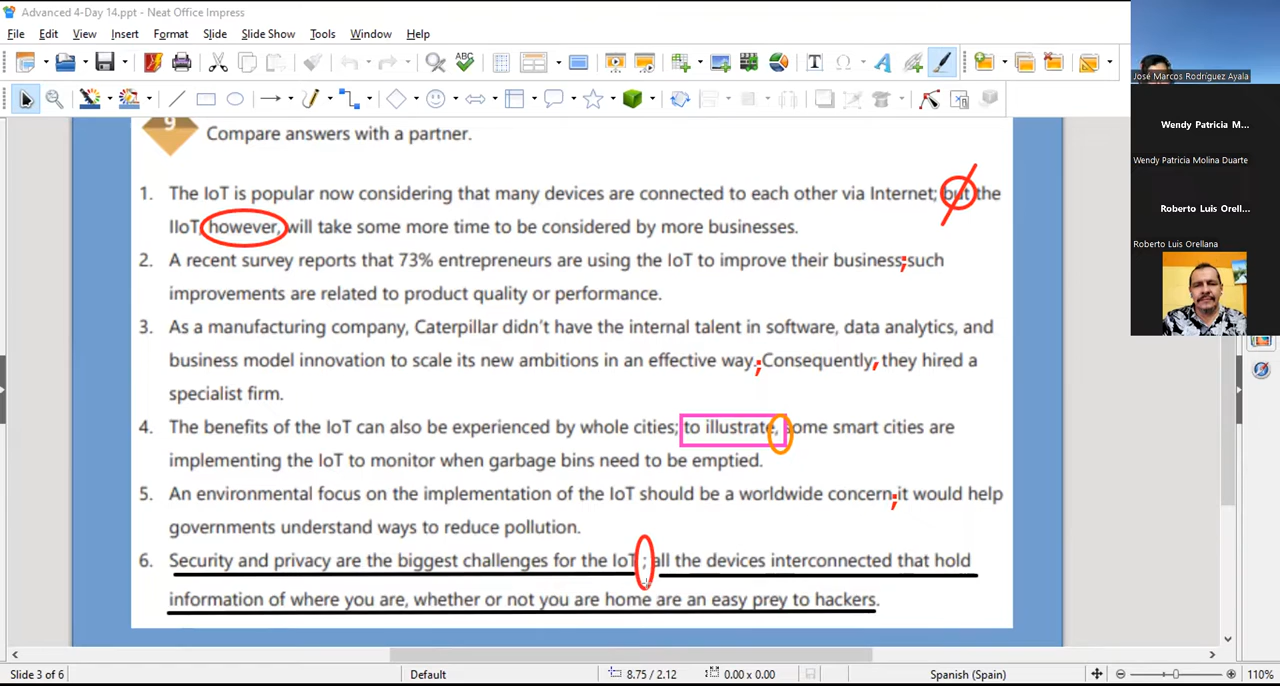 Advanced 4-Day 14.ppt - Neat Office Impress
File Edit View Insert Format Slide Slide Show Tools Window Help
José Marcos Rodríguez Ayala
Wendy Patricia M...
Wendy Patricia Molina Duarte
Roberto Luis Orell...
Roberto Luis Orellana
9
Compare answers with a partner.
1. The IoT is popular now considering that many devices are connected to each other via Internet; but the
IIoT, however, will take some more time to be considered by more businesses.
2. A recent survey reports that 73% entrepreneurs are using the IoT to improve their business; such
improvements are related to product quality or performance.
3. As a manufacturing company, Caterpillar didn't have the internal talent in software, data analytics, and
business model innovation to scale its new ambitions in an effective way.; Consequently, they hired a
specialist firm.
4. The benefits of the IoT can also be experienced by whole cities; to illustrate, some smart cities are
implementing the IoT to monitor when garbage bins need to be emptied.
5. An environmental focus on the implementation of the IoT should be a worldwide concern; it would help
governments understand ways to reduce pollution.
6. Security and privacy are the biggest challenges for the IoT ; all the devices interconnected that hold
information of where you are, whether or not you are home are an easy prey to hackers.
Slide 3 of 6 Default 8.75 / 2.12 0.00 x 0.00 Spanish (Spain) 110%